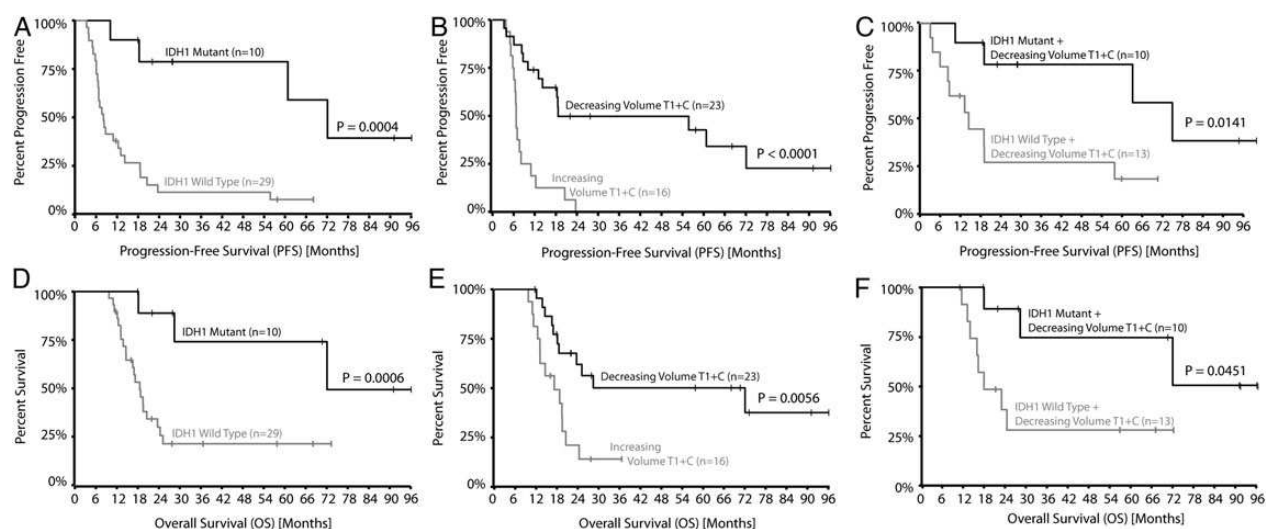 A
Percent Progression Free
100%
75%
50%
25%
0%
IDH1 Mutant (n=10)
P = 0.0004
IDH1 Wild Type (n=29)
0 6 12 18 24 30 36 42 48 54 60 66 72 78 84 90 96
Progression-Free Survival (PFS) [Months]
B
Percent Progression Free
100%
75%
50%
25%
0%
Decreasing Volume T1+C (n=23)
P < 0.0001
Increasing
Volume T1+C (n=16)
0 6 12 18 24 30 36 42 48 54 60 66 72 78 84 90 96
Progression-Free Survival (PFS) [Months]
C
Percent Progression Free
100%
75%
50%
25%
0%
IDH1 Mutant +
Decreasing Volume T1+C (n=10)
P = 0.0141
IDH1 Wild Type +
Decreasing Volume T1+C (n=13)
0 6 12 18 24 30 36 42 48 54 60 66 72 78 84 90 96
Progression-Free Survival (PFS) [Months]
D
Percent Survival
100%
75%
50%
25%
0%
IDH1 Mutant (n=10)
P = 0.0006
IDH1 Wild Type (n=29)
0 6 12 18 24 30 36 42 48 54 60 66 72 78 84 90 96
Overall Survival (OS) [Months]
E
Percent Survival
100%
75%
50%
25%
0%
Decreasing Volume T1+C (n=23)
P = 0.0056
Increasing
Volume T1+C (n=16)
0 6 12 18 24 30 36 42 48 54 60 66 72 78 84 90 96
Overall Survival (OS) [Months]
F
Percent Survival
100%
75%
50%
25%
0%
IDH1 Mutant +
Decreasing Volume T1+C (n=10)
P = 0.0451
IDH1 Wild Type +
Decreasing Volume T1+C (n=13)
0 6 12 18 24 30 36 42 48 54 60 66 72 78 84 90 96
Overall Survival (OS) [Months]